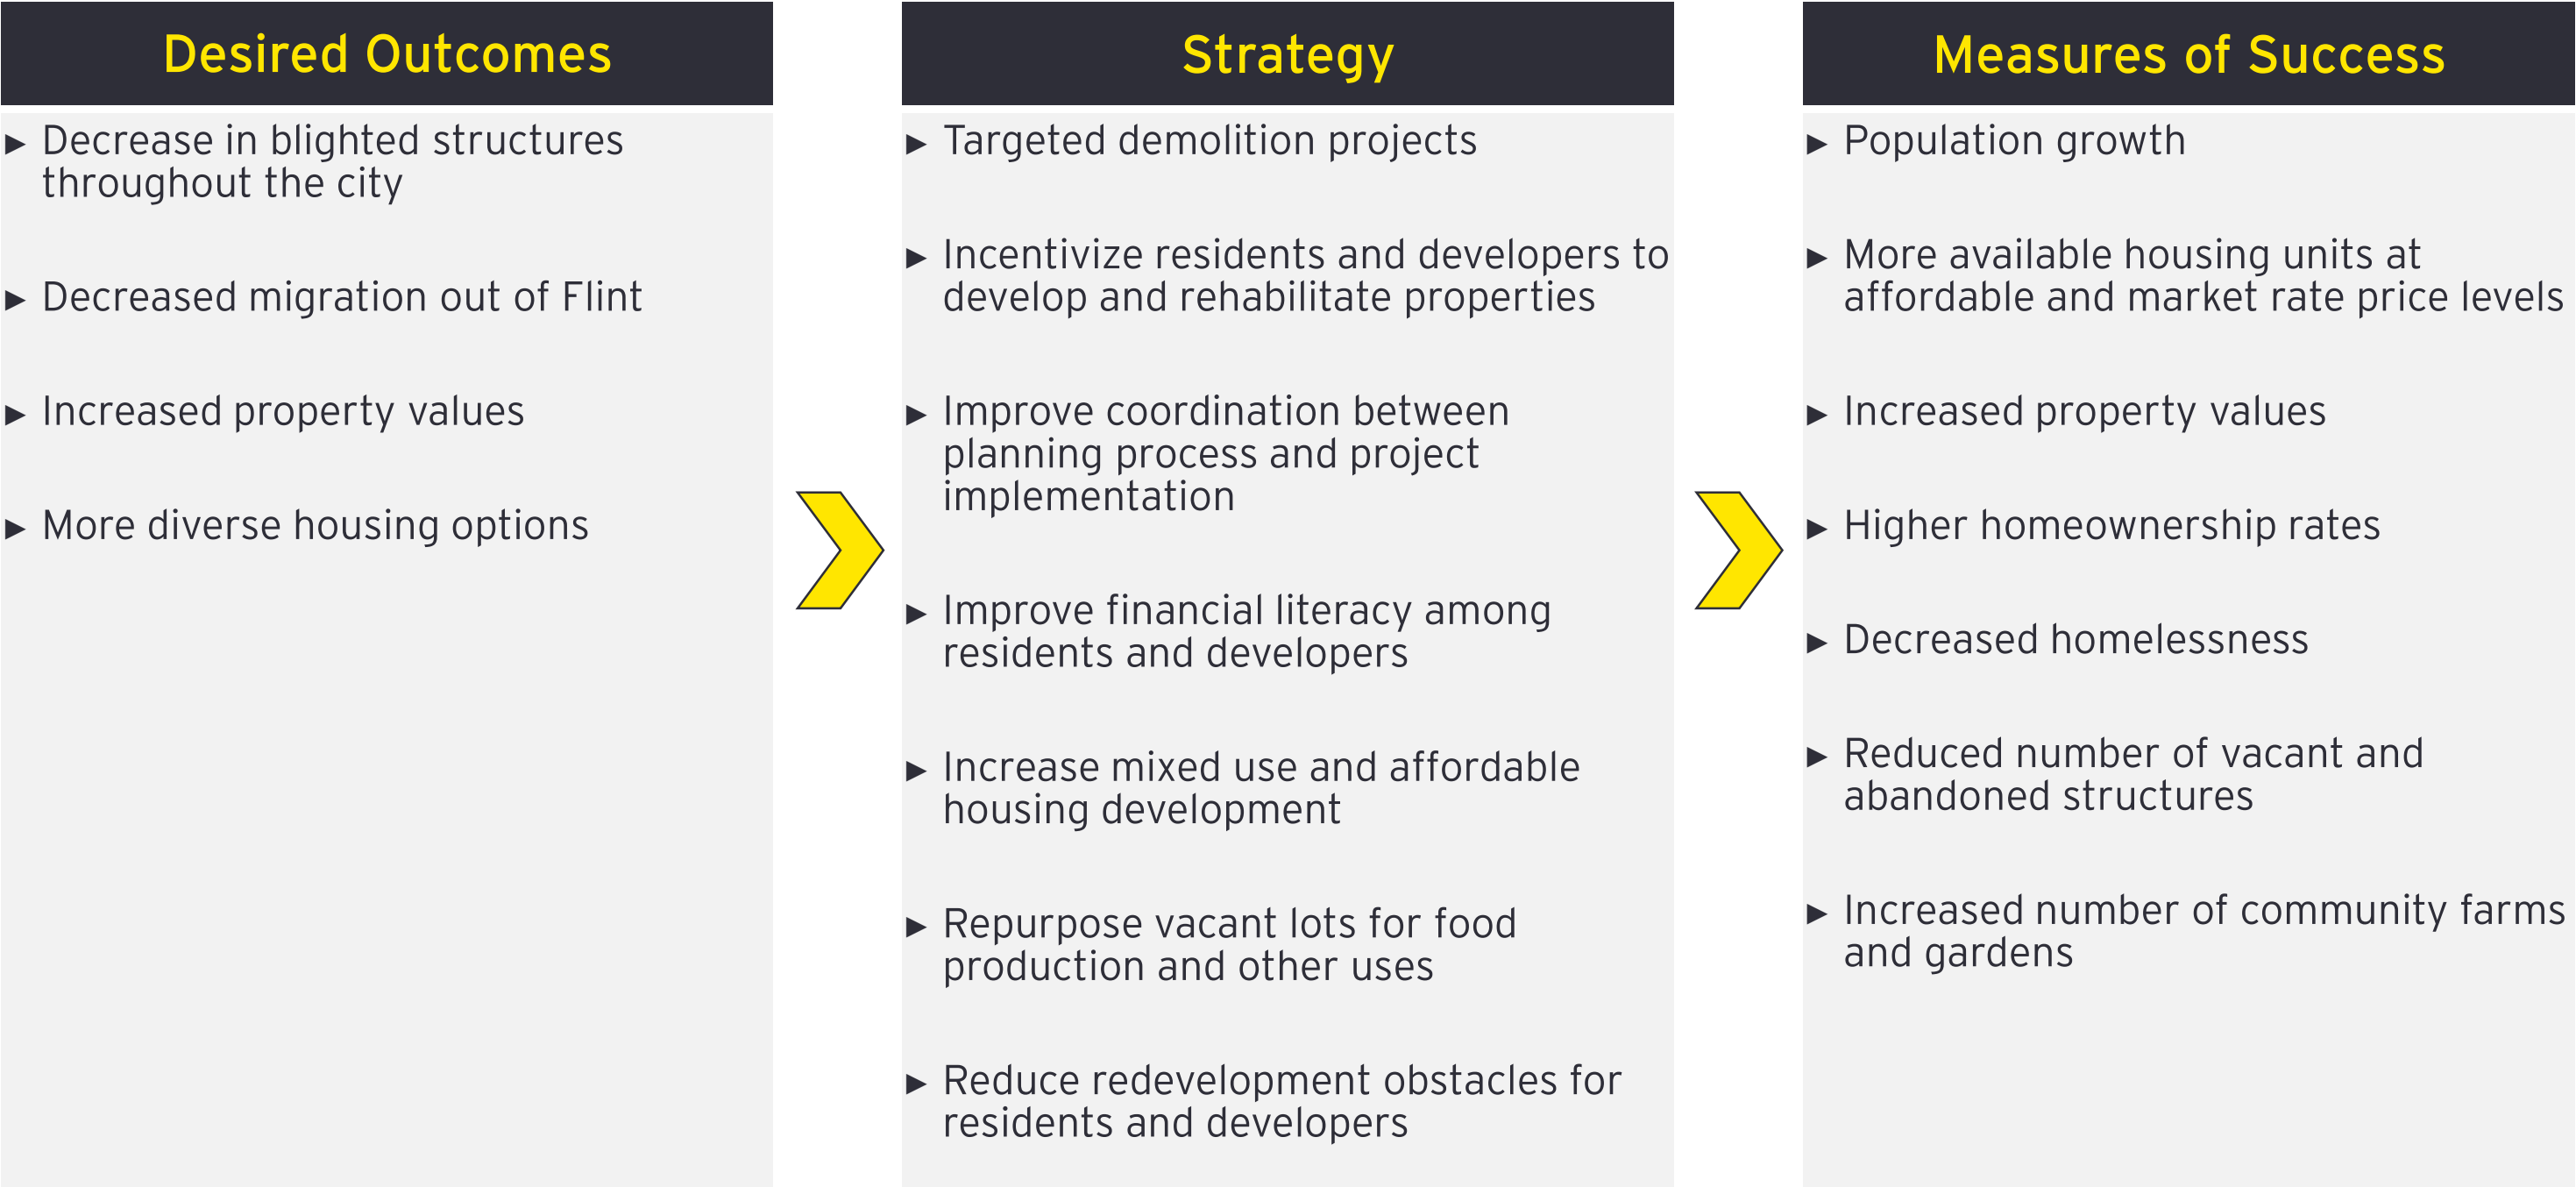 Desired Outcomes
► Decrease in blighted structures
throughout the city
► Decreased migration out of Flint
► Increased property values
► More diverse housing options
Strategy
► Targeted demolition projects
► Incentivize residents and developers to
develop and rehabilitate properties
► Improve coordination between
planning process and project
implementation
► Improve financial literacy among
residents and developers
► Increase mixed use and affordable
housing development
► Repurpose vacant lots for food
production and other uses
► Reduce redevelopment obstacles for
residents and developers
Measures of Success
► Population growth
► More available housing units at
affordable and market rate price levels
► Increased property values
► Higher homeownership rates
► Decreased homelessness
► Reduced number of vacant and
abandoned structures
► Increased number of community farms
and gardens